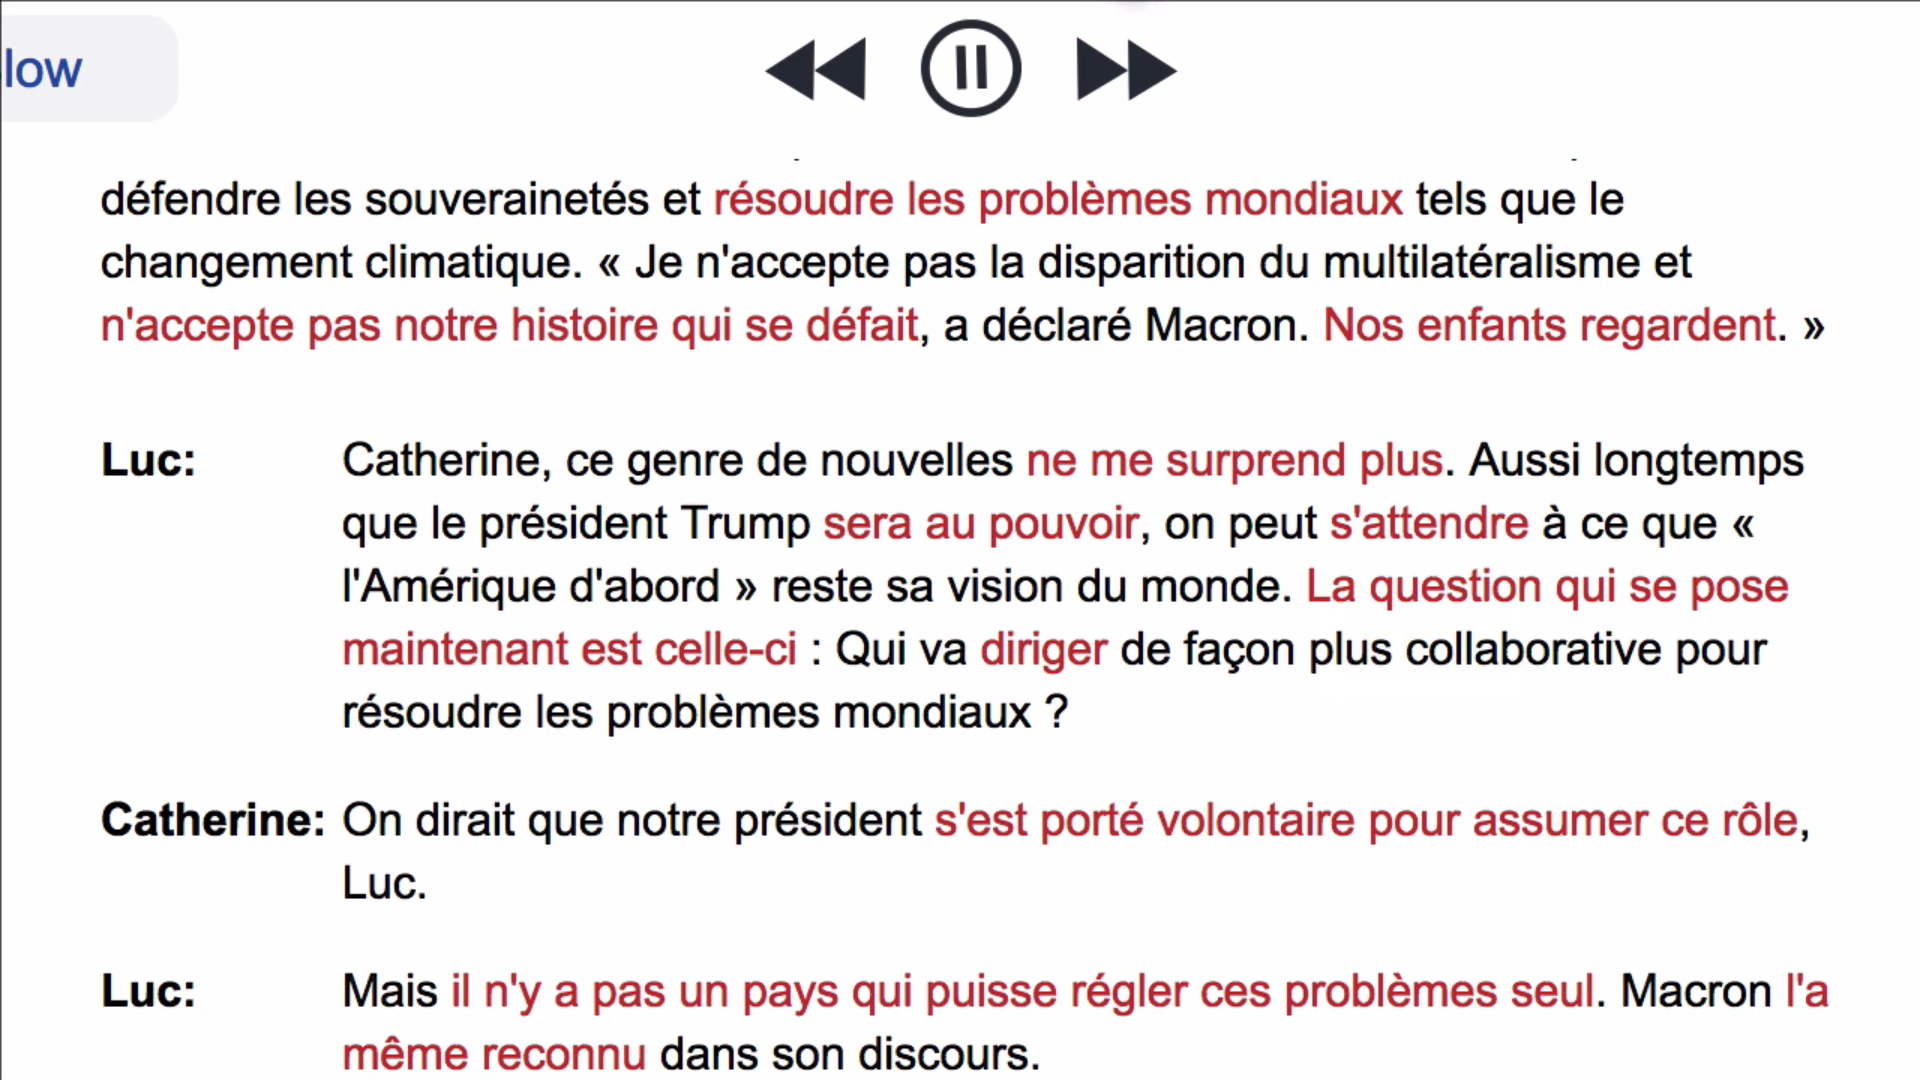 low
défendre les souverainetés et résoudre les problèmes mondiaux tels que le
changement climatique. « Je n'accepte pas la disparition du multilatéralisme et
n'accepte pas notre histoire qui se défait, a déclaré Macron. Nos enfants regardent. »
Luc: Catherine, ce genre de nouvelles ne me surprend plus. Aussi longtemps
que le président Trump sera au pouvoir, on peut s'attendre à ce que «
l'Amérique d'abord » reste sa vision du monde. La question qui se pose
maintenant est celle-ci : Qui va diriger de façon plus collaborative pour
résoudre les problèmes mondiaux ?
Catherine: On dirait que notre président s'est porté volontaire pour assumer ce rôle,
Luc.
Luc: Mais il n'y a pas un pays qui puisse régler ces problèmes seul. Macron l'a
même reconnu dans son discours.